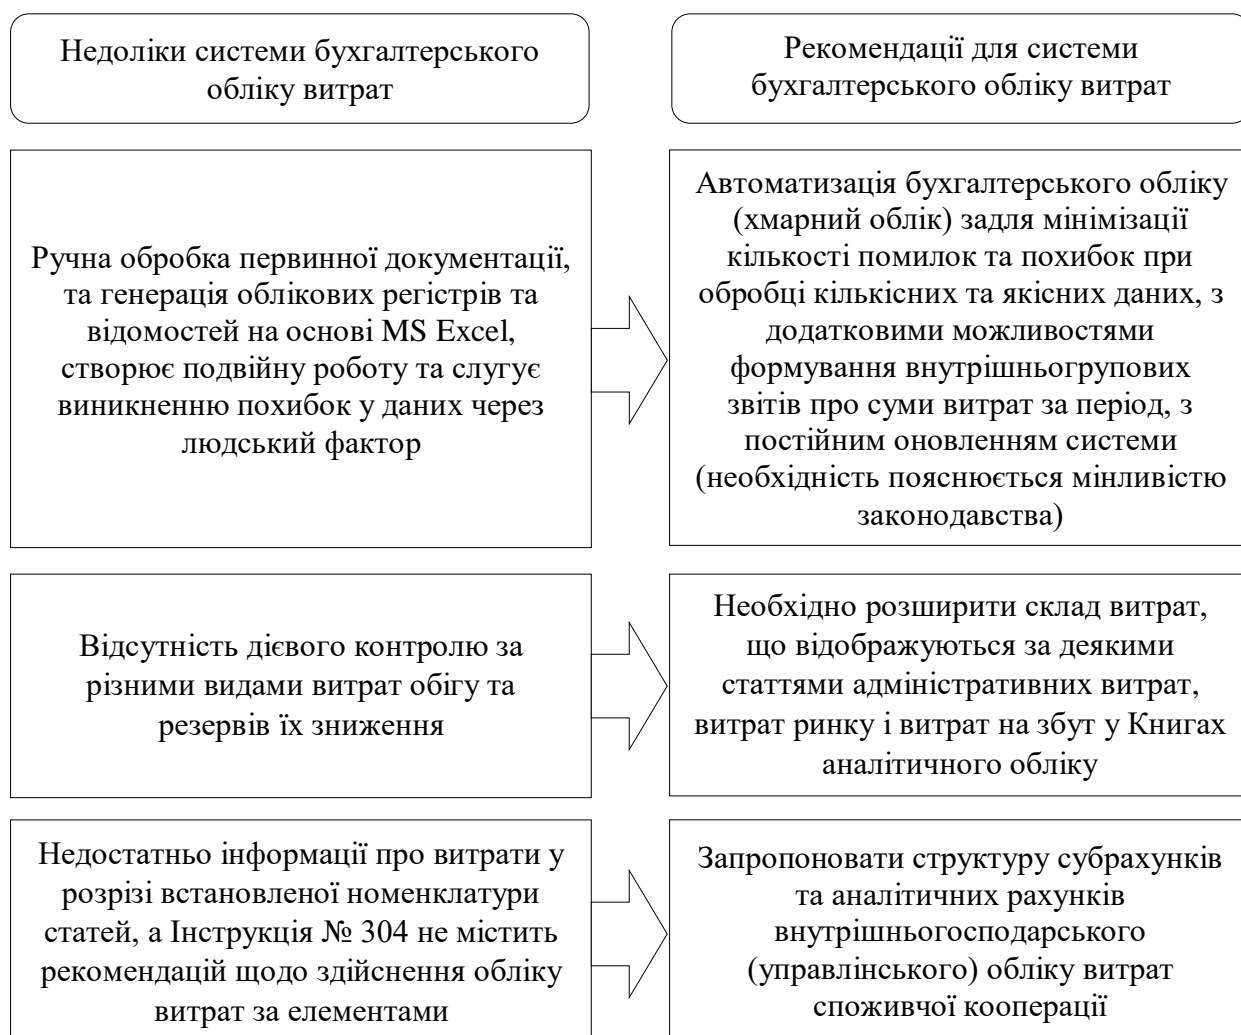 Недоліки системи бухгалтерського
обліку витрат
Рекомендації для системи
бухгалтерського обліку витрат
Ручна обробка первинної документації,
та генерація облікових регістрів та
відомостей на основі MS Excel,
створює подвійну роботу та слугує
виникненню похибок у даних через
людський фактор
Автоматизація бухгалтерського обліку
(хмарний облік) задля мінімізації
кількості помилок та похибок при
обробці кількісних та якісних даних, з
додатковими можливостями
формування внутрішньогрупових
звітів про суми витрат за період, з
постійним оновленням системи
(необхідність пояснюється мінливістю
законодавства)
Відсутність дієвого контролю за
різними видами витрат обігу та
резервів їх зниження
Необхідно розширити склад витрат,
що відображуються за деякими
статтями адміністративних витрат,
витрат ринку і витрат на збут у Книгах
аналітичного обліку
Недостатньо інформації про витрати у
розрізі встановленої номенклатури
статей, а Інструкція № 304 не містить
рекомендацій щодо здійснення обліку
витрат за елементами
Запропонувати структуру субрахунків
та аналітичних рахунків
внутрішньогосподарського
(управлінського) обліку витрат
споживчої кооперації